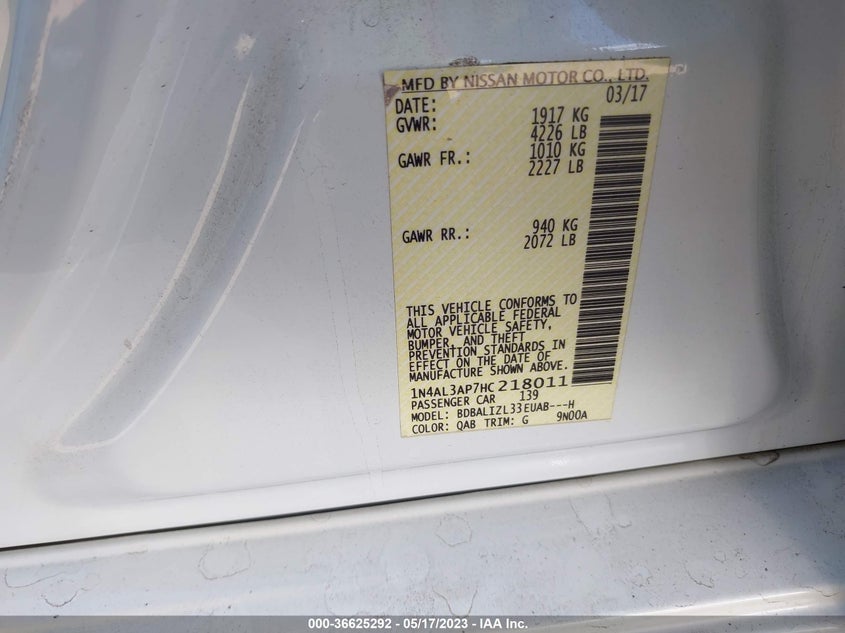 MFD BY NISSAN MOTOR CO., LTD.
DATE: 03/17
GVWR: 1917 KG
4226 LB
GAWR FR.: 1010 KG
2227 LB
GAWR RR.: 940 KG
2072 LB
THIS VEHICLE CONFORMS TO
ALL APPLICABLE FEDERAL
MOTOR VEHICLE SAFETY,
BUMPER, AND THEFT
PREVENTION STANDARDS IN
EFFECT ON THE DATE OF
MANUFACTURE SHOWN ABOVE.
1N4AL3AP7HC218011
PASSENGER CAR 139
MODEL: BDBALIZL33EUAB---H
COLOR: QAB TRIM: G 9N00A
000-36625292 - 05/17/2023 - IAA Inc.